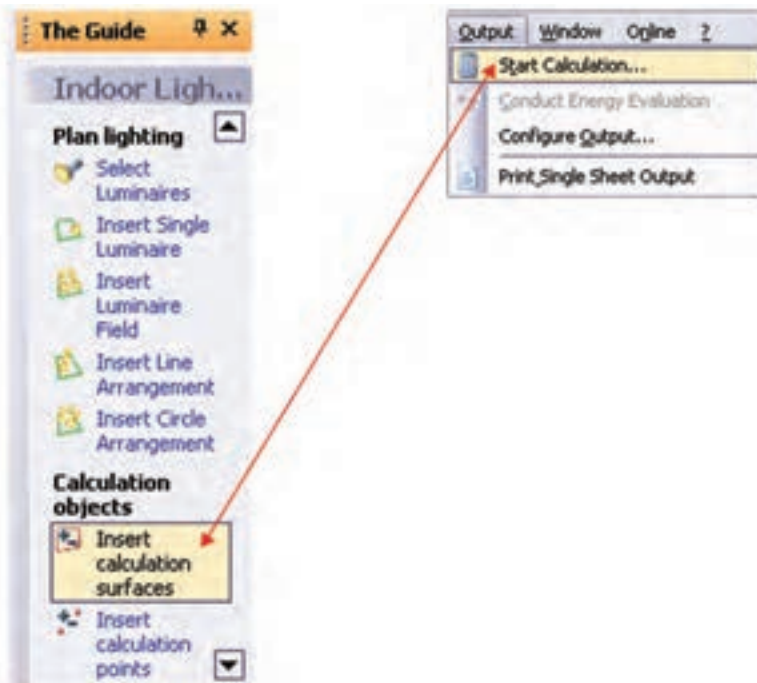 The Guide
Indoor Ligh...
Plan lighting
Select
Luminaires
Insert Single
Luminaire
Insert
Luminaire
Field
Insert Line
Arrangement
Insert Circle
Arrangement
Calculation
objects
Insert
calculation
surfaces
Insert
calculation
points
Output Window Online ?
Start Calculation...
Conduct Energy Evaluation
Configure Output...
Print Single Sheet Output